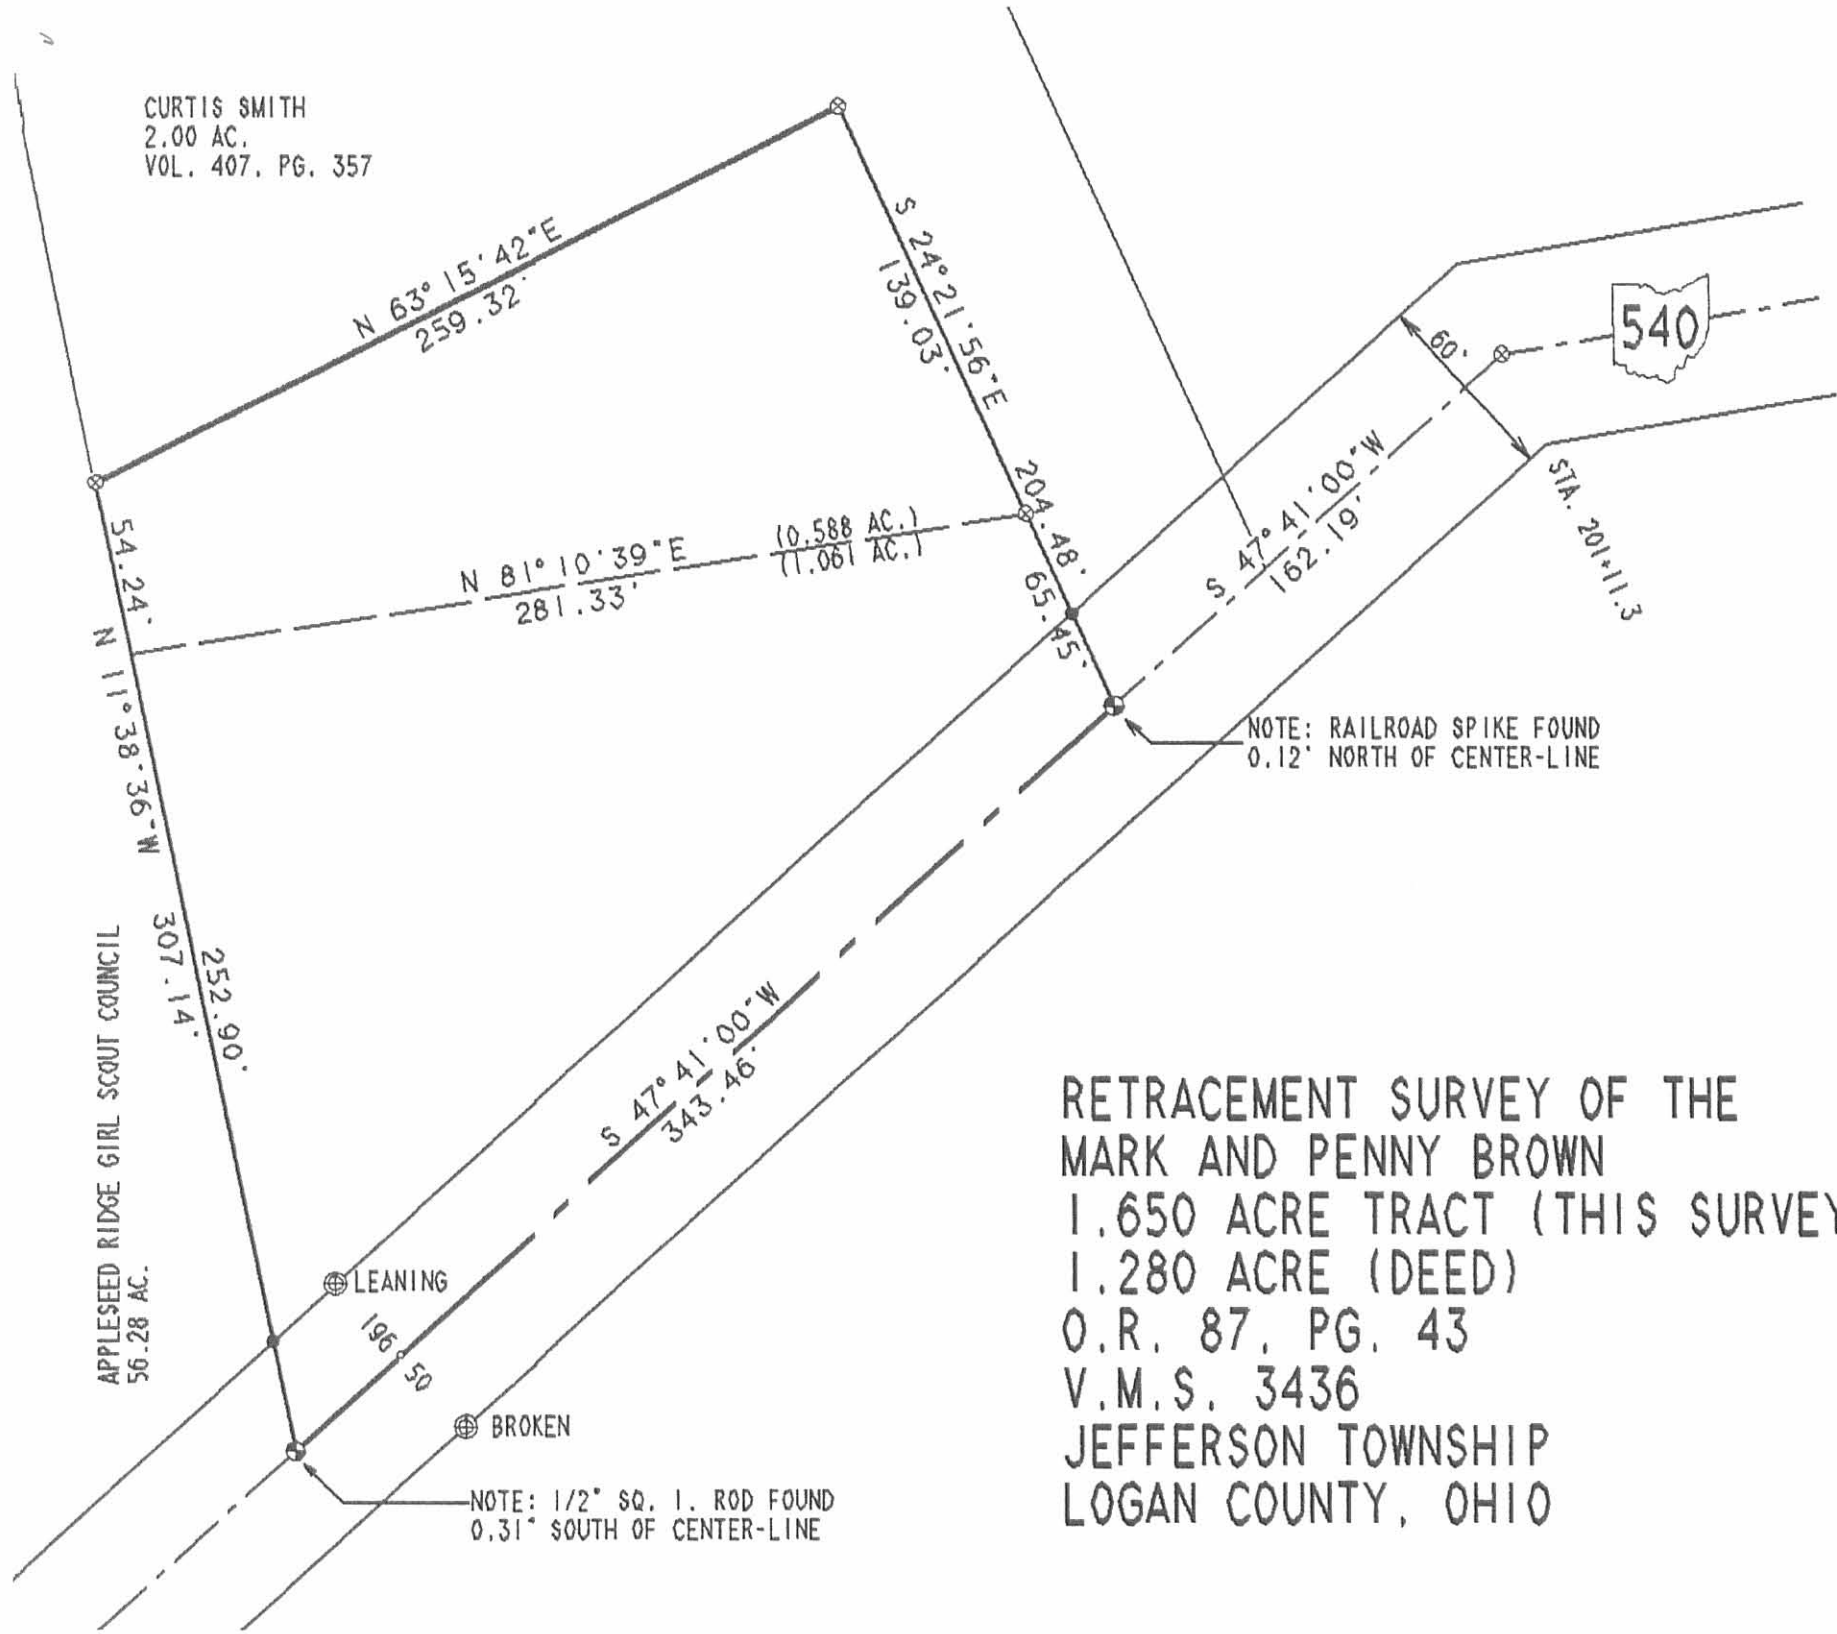 CURTIS SMITH
2.00 AC.
VOL. 407, PG. 357
N 63° 15' 42"E
259.32'
S 24° 21' 56"E
139.03'
204.48'
65.45'
540
60'
STA. 201+11.3
S 47° 41' 00"W
162.19'
54.24'
N 81° 10' 39"E
281.33'
(0.588 AC.)
(1.061 AC.)
N 11° 38' 36"W
NOTE: RAILROAD SPIKE FOUND
0.12' NORTH OF CENTER-LINE
307.14'
252.90'
APPLESEED RIDGE GIRL SCOUT COUNCIL
56.28 AC.
S 47° 41' 00"W
343.46'
LEANING
196
50
BROKEN
NOTE: 1/2" SQ. I. ROD FOUND
0.31' SOUTH OF CENTER-LINE
RETRACEMENT SURVEY OF THE
MARK AND PENNY BROWN
1.650 ACRE TRACT (THIS SURVEY
1.280 ACRE (DEED)
O.R. 87, PG. 43
V.M.S. 3436
JEFFERSON TOWNSHIP
LOGAN COUNTY, OHIO